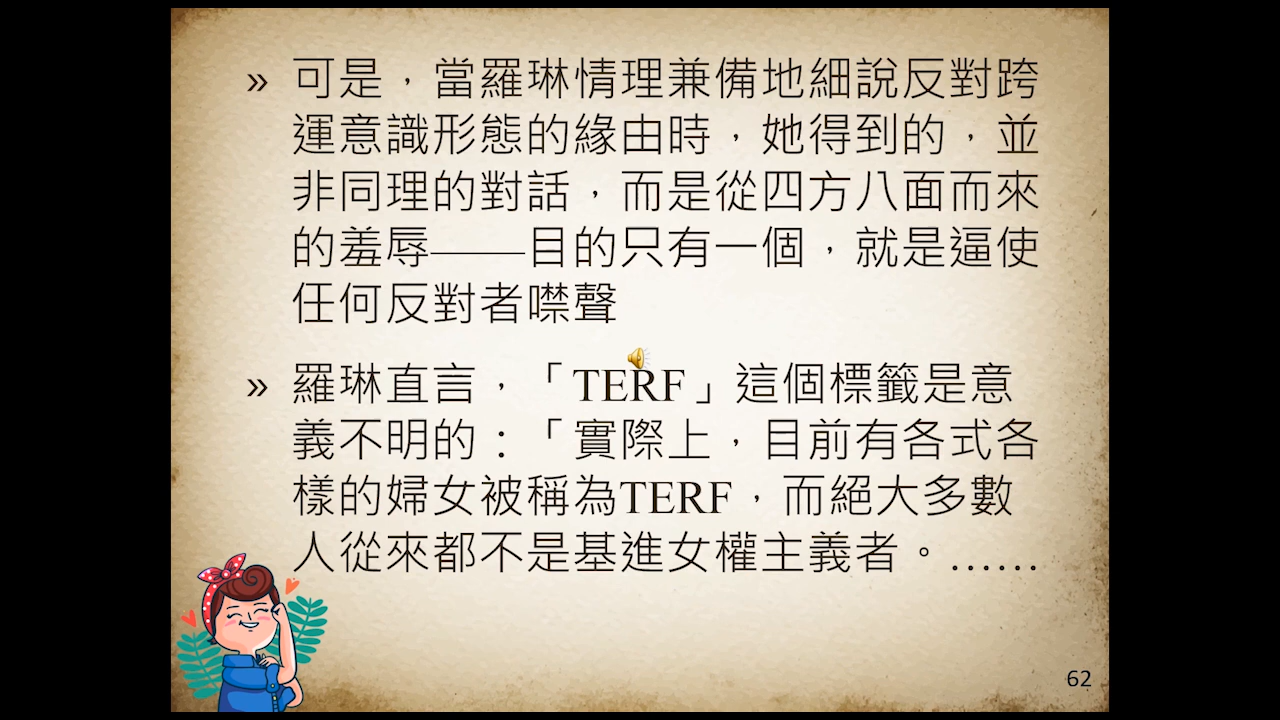 » 可是，當羅琳情理兼備地細說反對跨
運意識形態的緣由時，她得到的，並
非同理的對話，而是從四方八面而來
的羞辱——目的只有一個，就是逼使
任何反對者噤聲
» 羅琳直言，「TERF」這個標籤是意
義不明的：「實際上，目前有各式各
樣的婦女被稱為TERF，而絕大多數
人從來都不是基進女權主義者。 ……
62